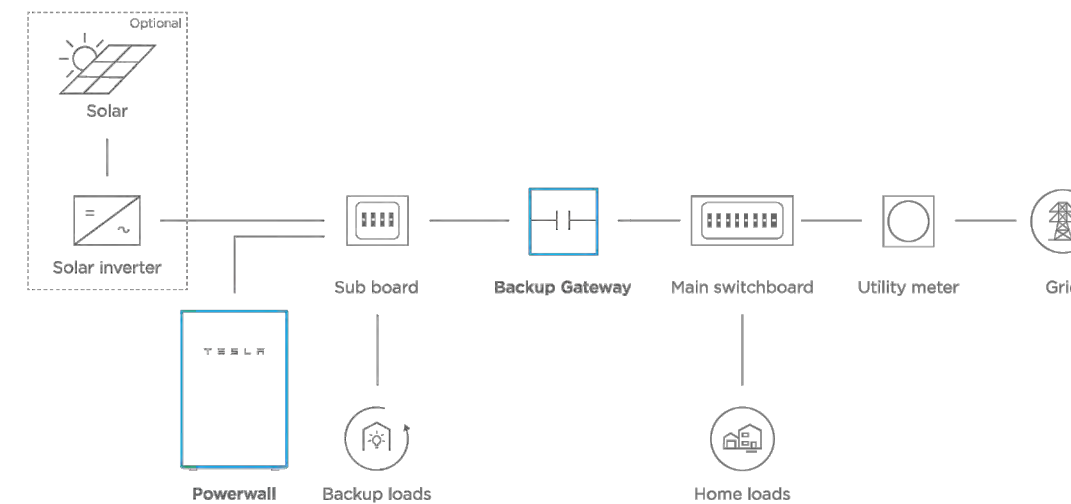 Optional
Solar
Solar inverter
Sub board
Backup Gateway
Main switchboard
Utility meter
TESLA
Powerwall
Backup loads
Home loads